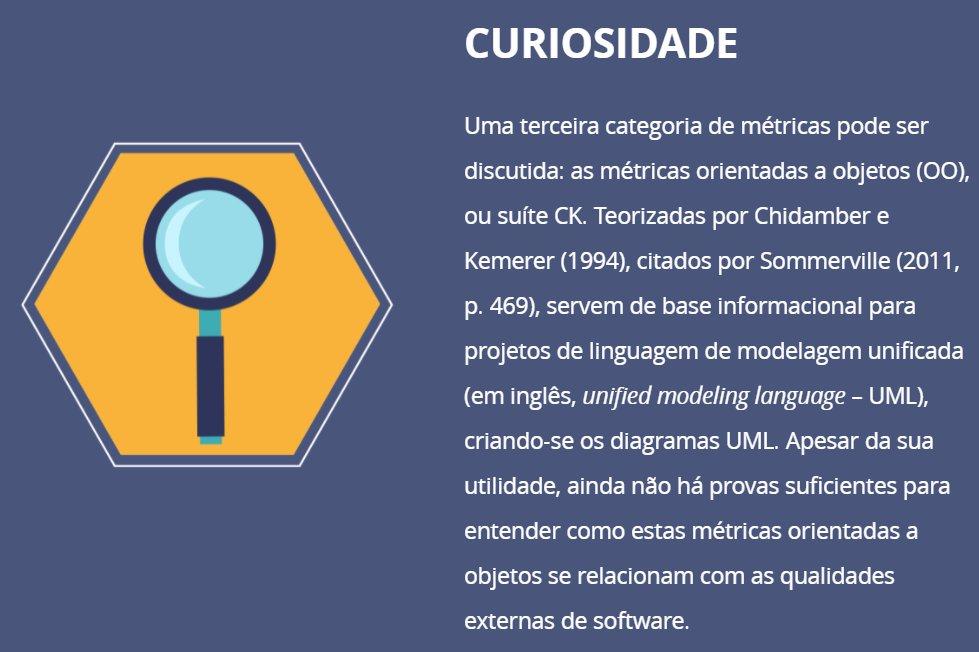 CURIOSIDADE
Uma terceira categoria de métricas pode ser
discutida: as métricas orientadas a objetos (OO),
ou suíte CK. Teorizadas por Chidamber e
Kemerer (1994), citados por Sommerville (2011,
p. 469), servem de base informacional para
projetos de linguagem de modelagem unificada
(em inglês, unified modeling language – UML),
criando-se os diagramas UML. Apesar da sua
utilidade, ainda não há provas suficientes para
entender como estas métricas orientadas a
objetos se relacionam com as qualidades
externas de software.